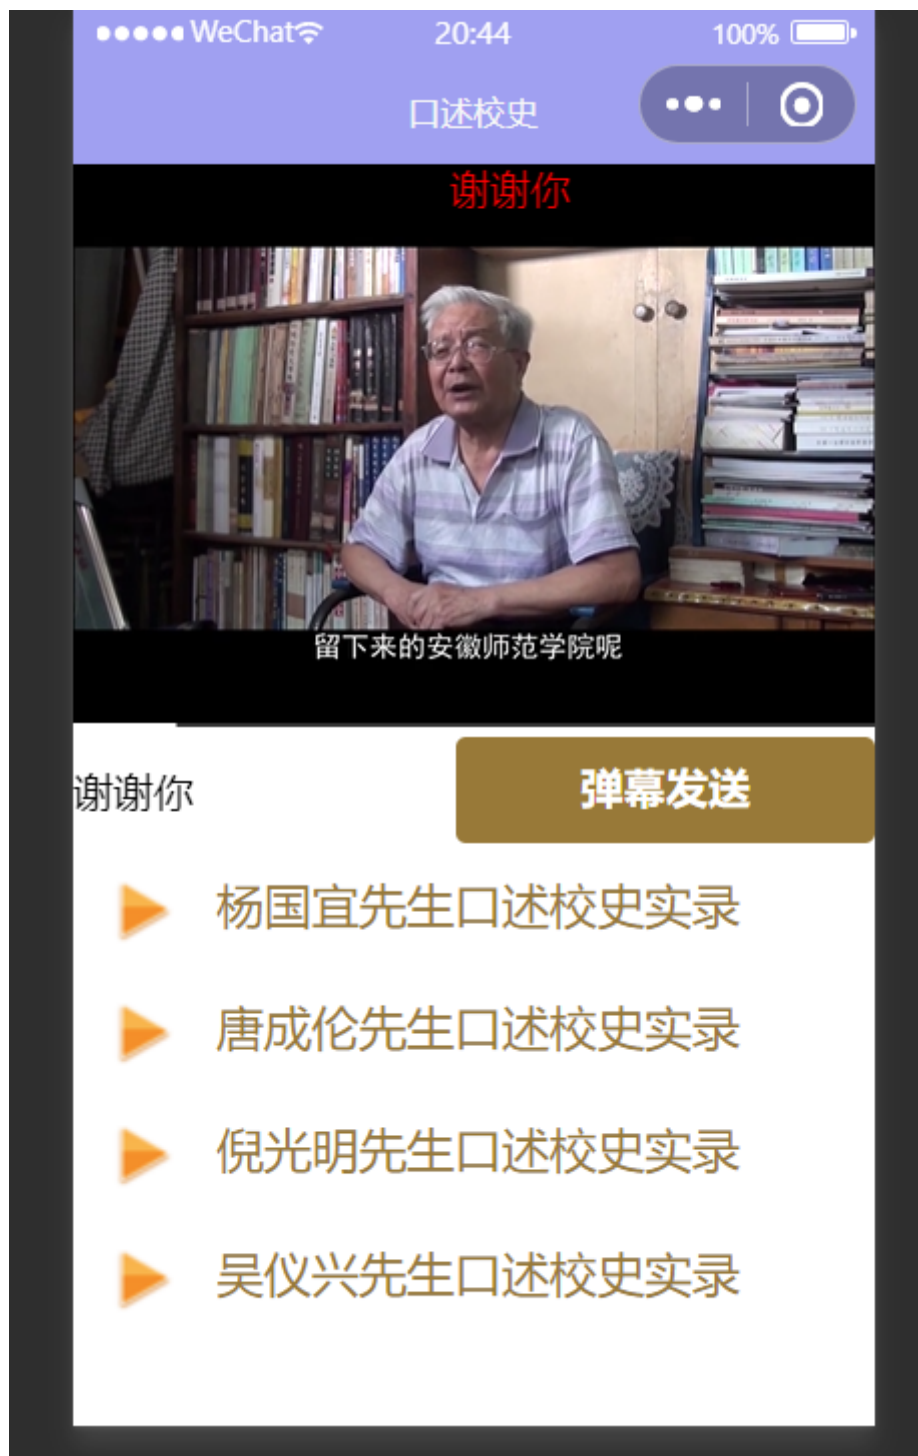 WeChat 20:44 100%
口述校史
谢谢你
留下来的安徽师范学院呢
谢谢你 弹幕发送
杨国宜先生口述校史实录
唐成伦先生口述校史实录
倪光明先生口述校史实录
吴仪兴先生口述校史实录